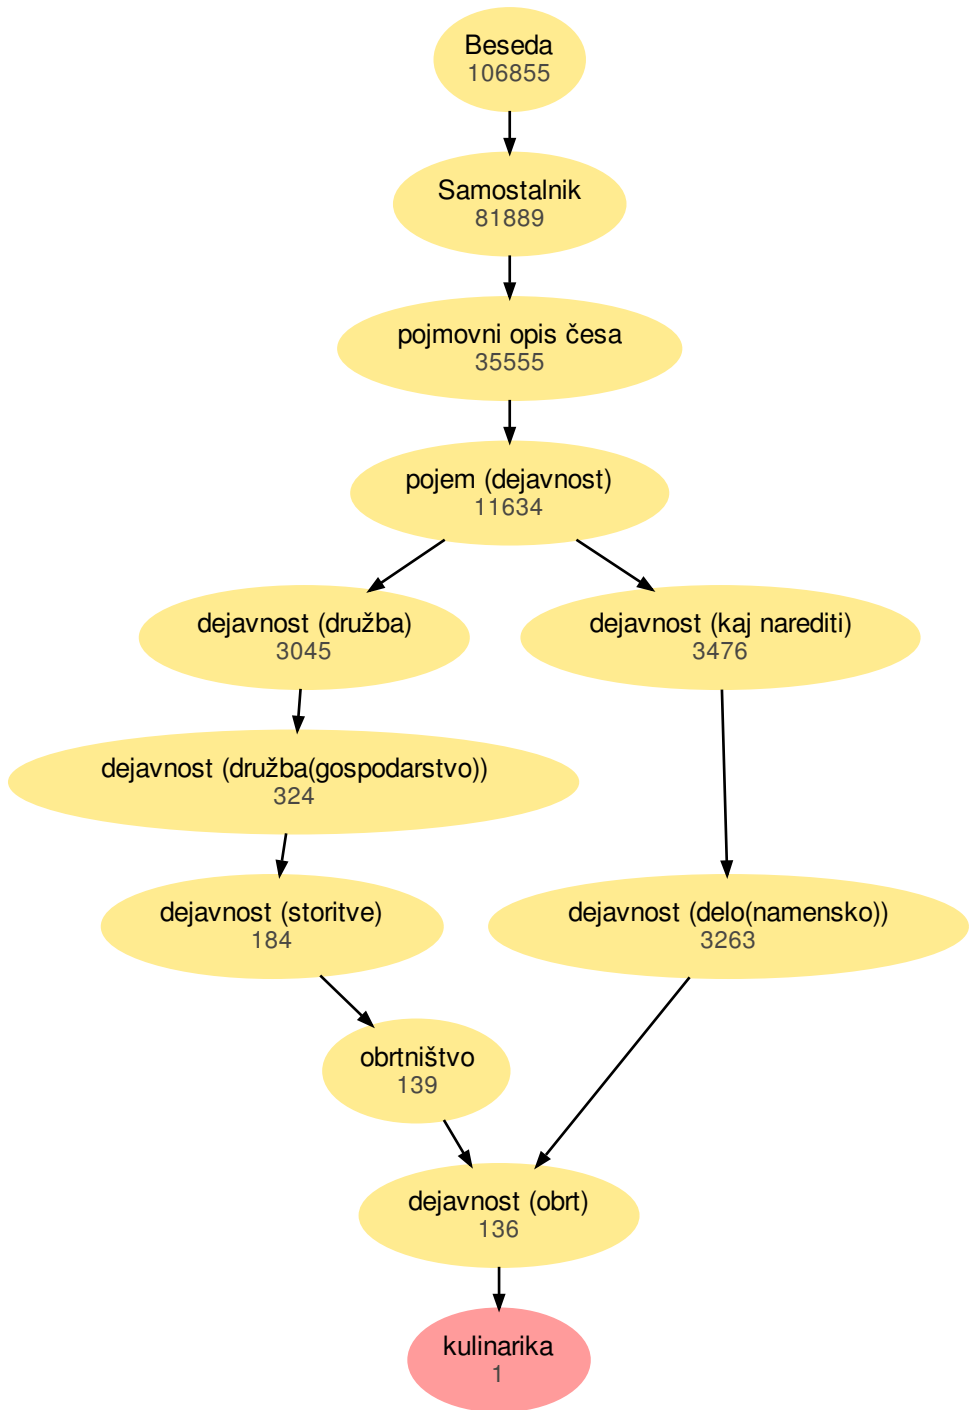 Beseda
106855
Samostalnik
81889
pojmovni opis česa
35555
pojem (dejavnost)
11634
dejavnost (družba)
3045
dejavnost (kaj narediti)
3476
dejavnost (družba(gospodarstvo))
324
dejavnost (storitve)
184
dejavnost (delo(namensko))
3263
obrtništvo
139
dejavnost (obrt)
136
kulinarika
1